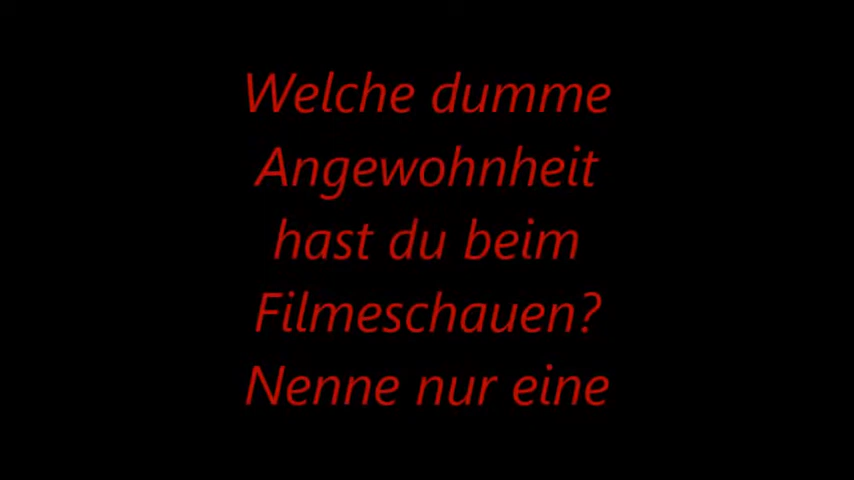 Welche dumme
Angewohnheit
hast du beim
Filmeschauen?
Nenne nur eine